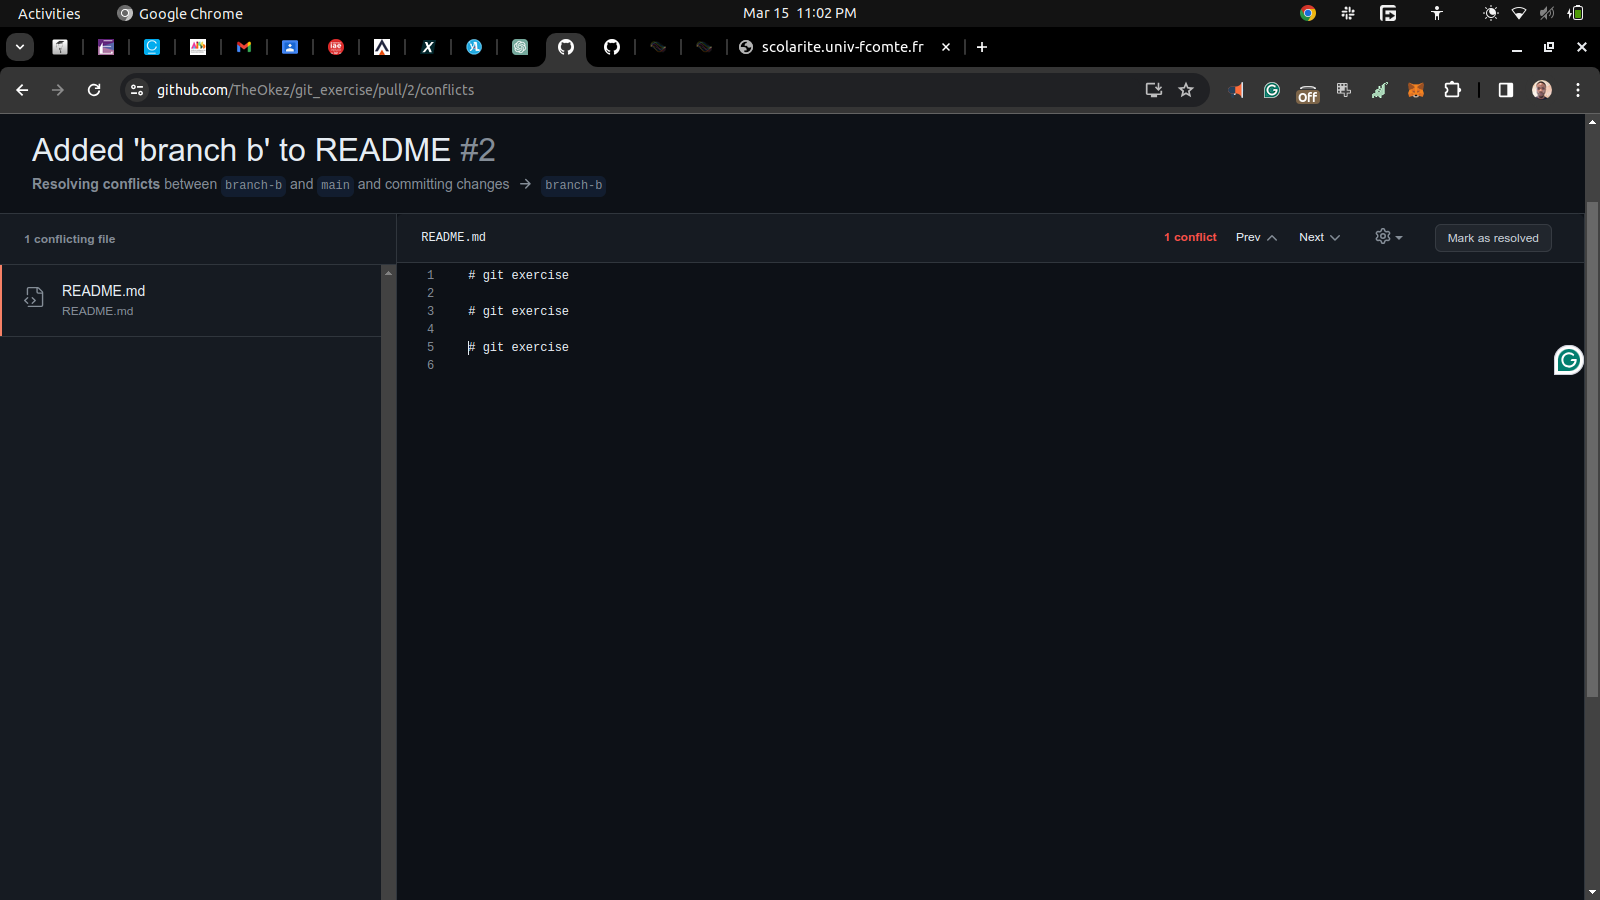 Activities Google Chrome Mar 15 11:02 PM
scolarite.univ-fcomte.fr
github.com/TheOkez/git_exercise/pull/2/conflicts
Off
Added 'branch b' to README #2
Resolving conflicts between branch-b and main and committing changes → branch-b
1 conflicting file
README.md
README.md
README.md 1 conflict Prev Next Mark as resolved
1 # git exercise
2
3 # git exercise
4
5 # git exercise
6